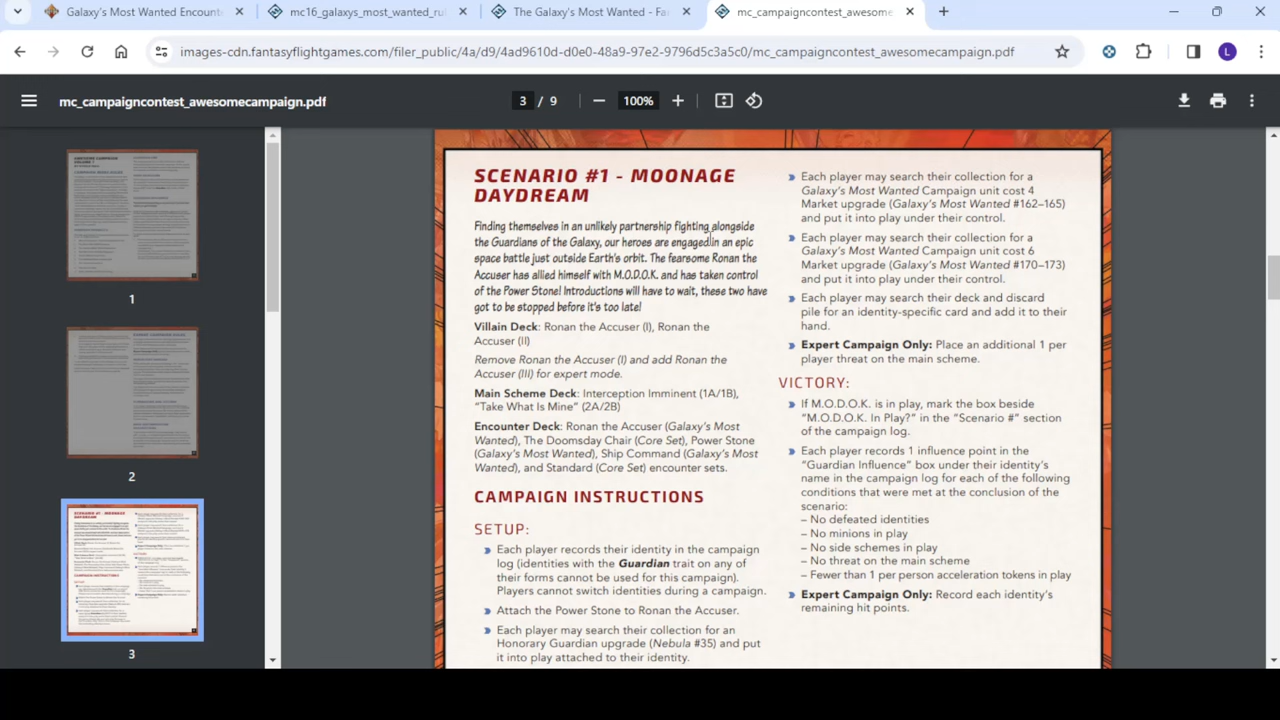 Galaxy's Most Wanted Encount
mc16_galaxys_most_wanted_rul
The Galaxy's Most Wanted - Fan
mc_campaigncontest_awesome
images-cdn.fantasyflightgames.com/filer_public/4a/d9/4ad9610d-d0e0-48a9-97e2-9796d5c3a5c0/mc_campaigncontest_awesomecampaign.pdf
L
mc_campaigncontest_awesomecampaign.pdf
3 / 9
100%
1
2
3
SCENARIO #1 - MOONAGE
DAYDREAM
Finding themselves in an unlikely partnership fighting alongside
the Guardians of the Galaxy, our heroes are engaged in an epic
space battle just outside Earth's orbit. The fearsome Ronan the
Accuser has allied himself with M.O.D.O.K. and has taken control
of the Power Stone! Introductions will have to wait, these two have
got to be stopped before it's too late!
Villain Deck: Ronan the Accuser (I), Ronan the
Accuser (II)
Remove Ronan the Accuser (I) and add Ronan the
Accuser (III) for expert mode.
Main Scheme Deck: Interception Imminent (1A/1B),
"Take What Is Mine" (2A/2B)
Encounter Deck: Ronan the Accuser (Galaxy's Most
Wanted), The Doomsday Chair (Core Set), Power Stone
(Galaxy's Most Wanted), Ship Command (Galaxy's Most
Wanted), and Standard (Core Set) encounter sets.
CAMPAIGN INSTRUCTIONS
SETUP:
Each player records their identity in the campaign
log (identities with the Guardian trait on any of
their cards may not be used for this campaign).
Players cannot switch identities during a campaign.
Attach the Power Stone to Ronan the Accuser.
Each player may search their collection for an
Honorary Guardian upgrade (Nebula #35) and put
it into play attached to their identity.
Each player may search their collection for a
Galaxy's Most Wanted Campaign unit cost 4
Market upgrade (Galaxy's Most Wanted #162–165)
and put it into play under their control.
Each player may search their collection for a
Galaxy's Most Wanted Campaign unit cost 6
Market upgrade (Galaxy's Most Wanted #170–173)
and put it into play under their control.
Each player may search their deck and discard
pile for an identity-specific card and add it to their
hand.
Expert Campaign Only: Place an additional 1 per
player threat on the main scheme.
VICTORY:
If M.O.D.O.K. is in play, mark the box beside
"M.O.D.O.K. In Play?" in the "Scenario #" section
of the campaign log.
Each player records 1 influence point in the
"Guardian Influence" box under their identity's
name in the campaign log for each of the following
conditions that were met at the conclusion of the
scenario:
- No defeated identities
- No minions in play
- No side schemes in play
- No threat on the main scheme
- Fewer than 1 per person acceleration tokens in play
Expert Campaign Only: Record each identity's
remaining hit points.